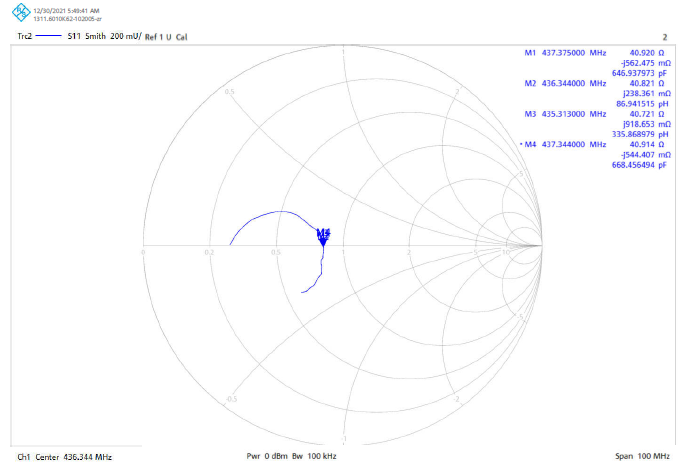 12/30/2021 5:49:41 AM
1311.6010K62-102005-zr
Trc2 S11 Smith 200 mU/ Ref 1 U Cal 2
M1 437.375000 MHz 40.920 Ω
-j562.475 mΩ
646.937973 pF
M2 436.344000 MHz 40.821 Ω
j238.361 mΩ
86.941515 pH
M3 435.313000 MHz 40.721 Ω
j918.653 mΩ
335.868979 pH
• M4 437.344000 MHz 40.914 Ω
-j544.407 mΩ
668.456494 pF
0.5
2
5
M4
0 0.2 0.5 1 2 5 10
-0.5
-2
-1
Ch1 Center 436.344 MHz Pwr 0 dBm Bw 100 kHz Span 100 MHz